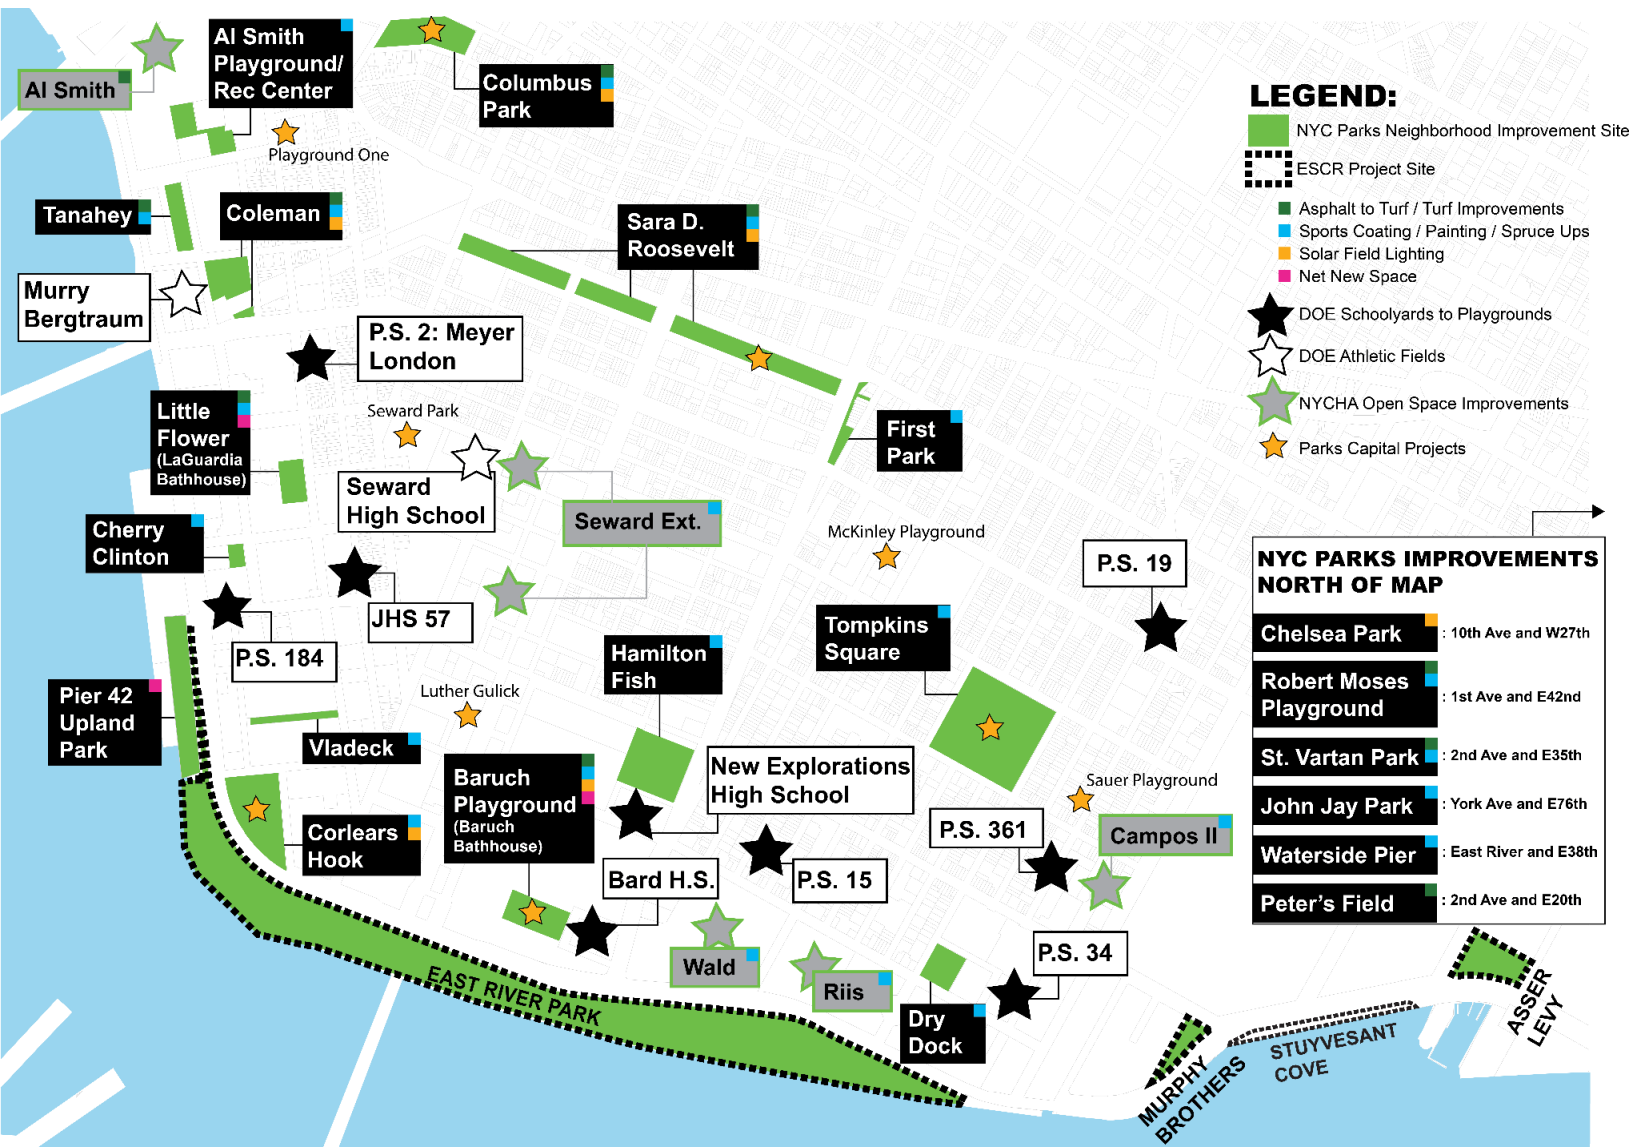 Al Smith
Al Smith
Playground/
Rec Center
Columbus
Park
Playground One
Tanahey
Coleman
Sara D.
Roosevelt
Murry
Bergtraum
P.S. 2: Meyer
London
Little
Flower
(LaGuardia
Bathhouse)
Seward Park
First
Park
Seward
High School
Seward Ext.
Cherry
Clinton
McKinley Playground
P.S. 19
JHS 57
P.S. 184
Tompkins
Square
Hamilton
Fish
Pier 42
Upland
Park
Luther Gulick
Vladeck
Baruch
Playground
(Baruch
Bathhouse)
New Explorations
High School
Sauer Playground
Corlears
Hook
P.S. 361
Campos II
Bard H.S.
P.S. 15
Wald
Riis
P.S. 34
Dry
Dock
EAST RIVER PARK
MURPHY
BROTHERS
STUYVESANT
COVE
ASSER
LEVY
LEGEND:
NYC Parks Neighborhood Improvement Site
ESCR Project Site
Asphalt to Turf / Turf Improvements
Sports Coating / Painting / Spruce Ups
Solar Field Lighting
Net New Space
DOE Schoolyards to Playgrounds
DOE Athletic Fields
NYCHA Open Space Improvements
Parks Capital Projects
NYC PARKS IMPROVEMENTS
NORTH OF MAP
Chelsea Park : 10th Ave and W27th
Robert Moses
Playground : 1st Ave and E42nd
St. Vartan Park : 2nd Ave and E35th
John Jay Park : York Ave and E76th
Waterside Pier : East River and E38th
Peter's Field : 2nd Ave and E20th